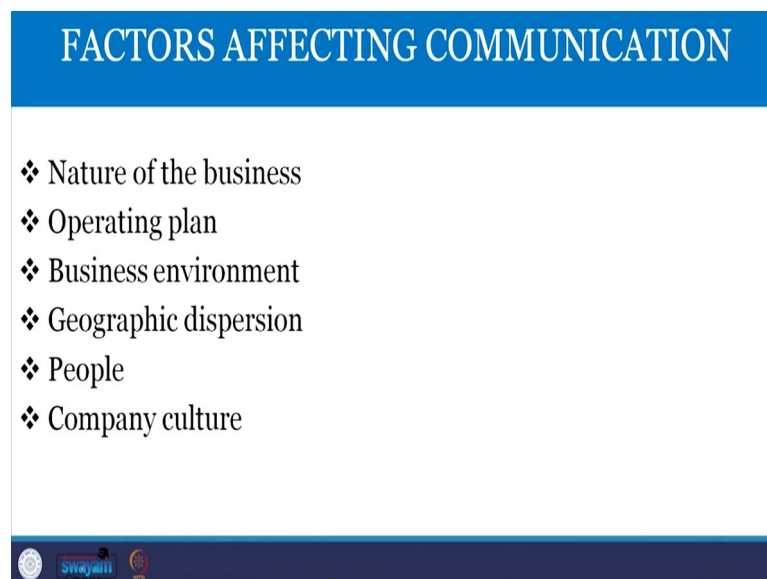 FACTORS AFFECTING COMMUNICATION
❖ Nature of the business
❖ Operating plan
❖ Business environment
❖ Geographic dispersion
❖ People
❖ Company culture
swayam